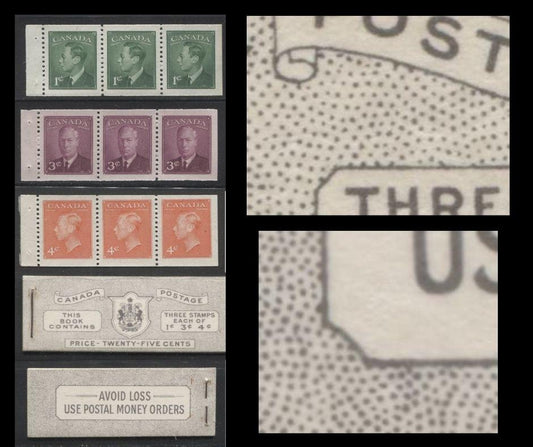 CANADA CANADA CANADA
1¢ 1¢ 1¢
CANADA CANADA CANADA
3¢ 3¢ 3¢
CANADA CANADA CANADA
4¢ 4¢ 4¢
CANADA POSTAGE
THIS BOOK CONTAINS
THREE STAMPS EACH OF 1¢ 3¢ 4¢
PRICE-TWENTY-FIVE CENTS
AVOID LOSS
USE POSTAL MONEY ORDERS
POST
THRE
US